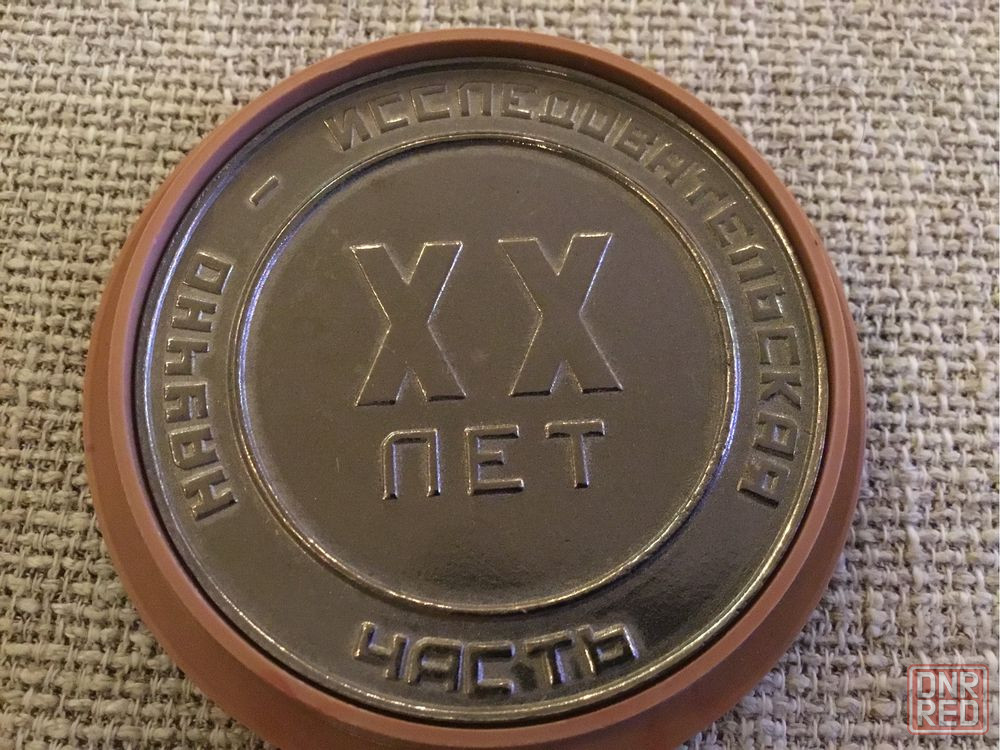 НАУЧНО - ИССЛЕДОВАТЕЛЬСКАЯ
XX
ЛЕТ
ЧАСТЬ
DNR
RED